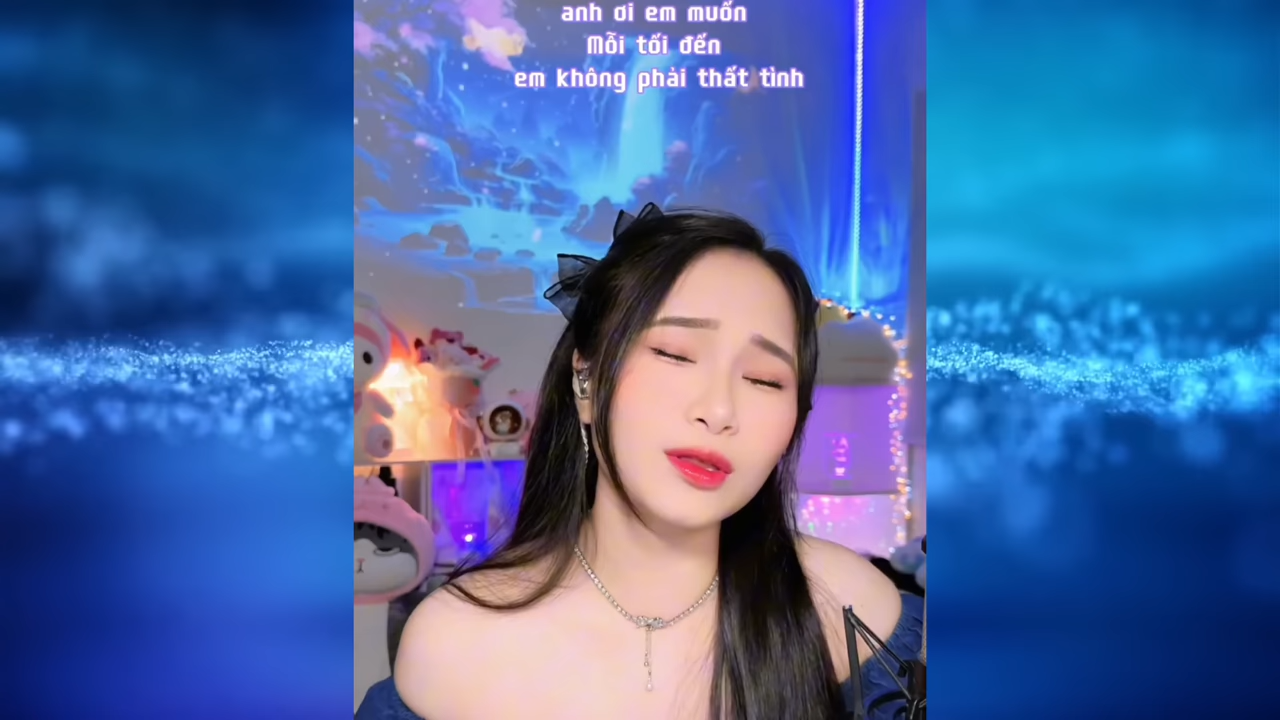 anh ơi em muốn
Mỗi tối đến
em không phải thất tình